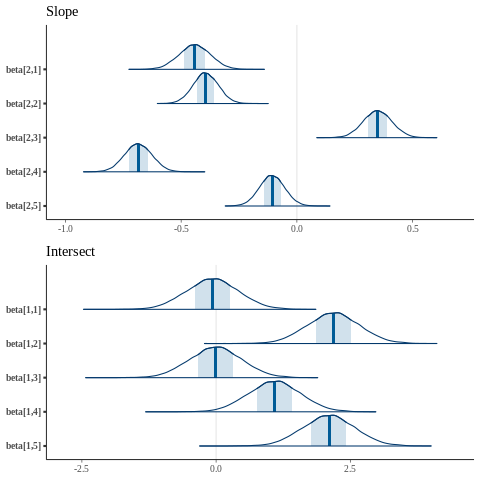 Slope
beta[2,1]
beta[2,2]
beta[2,3]
beta[2,4]
beta[2,5]
-1.0 -0.5 0.0 0.5
Intersect
beta[1,1]
beta[1,2]
beta[1,3]
beta[1,4]
beta[1,5]
-2.5 0.0 2.5